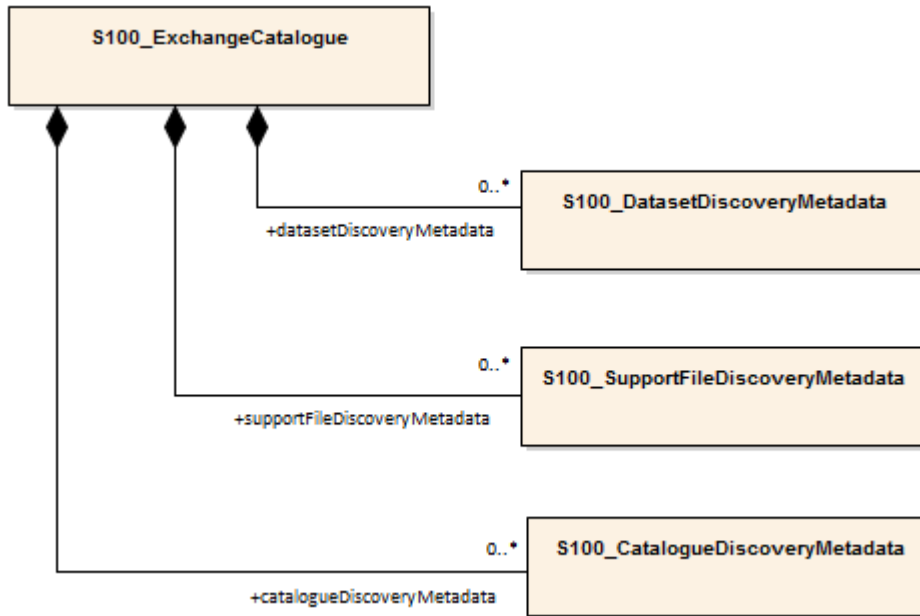 S100_ExchangeCatalogue
0..*
S100_DatasetDiscoveryMetadata
+datasetDiscoveryMetadata
0..*
S100_SupportFileDiscoveryMetadata
+supportFileDiscoveryMetadata
0..*
S100_CatalogueDiscoveryMetadata
+catalogueDiscoveryMetadata